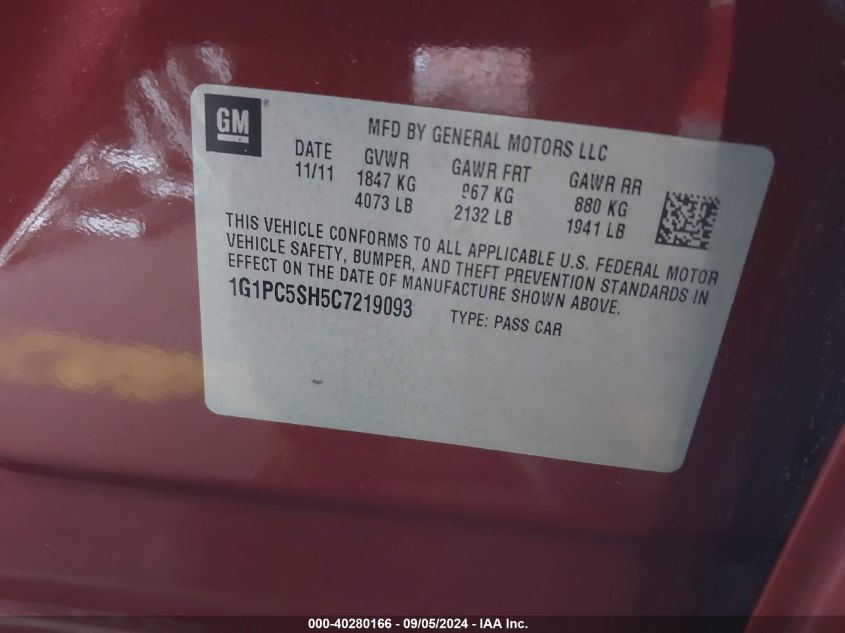 GM ®
MFD BY GENERAL MOTORS LLC
DATE GVWR GAWR FRT GAWR RR
11/11 1847 KG 967 KG 880 KG
4073 LB 2132 LB 1941 LB
THIS VEHICLE CONFORMS TO ALL APPLICABLE U.S. FEDERAL MOTOR
VEHICLE SAFETY, BUMPER, AND THEFT PREVENTION STANDARDS IN
EFFECT ON THE DATE OF MANUFACTURE SHOWN ABOVE.
1G1PC5SH5C7219093 TYPE: PASS CAR
000-40280166 - 09/05/2024 - IAA Inc.